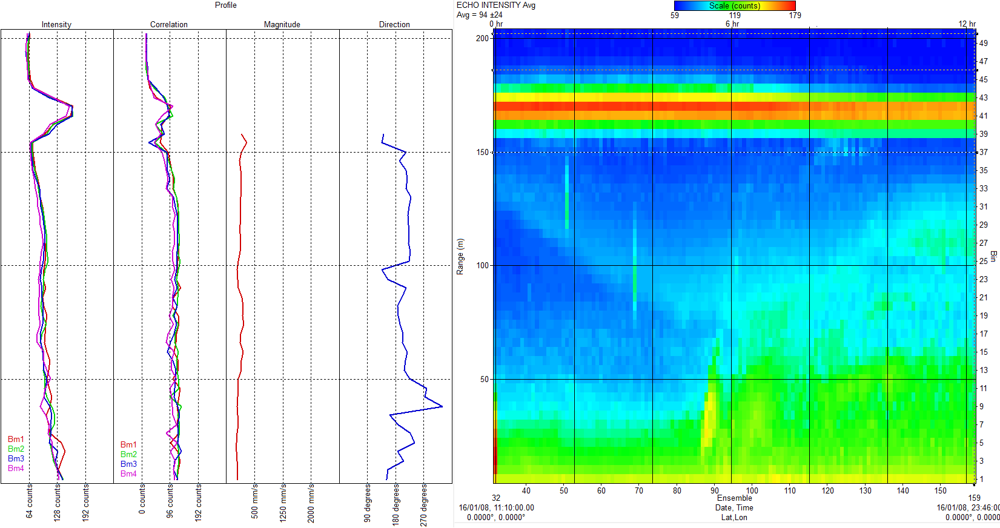 Profile
Intensity Correlation Magnitude Direction
Bm1
Bm2
Bm3
Bm4
Bm1
Bm2
Bm3
Bm4
64 counts
128 counts
192 counts
0 counts
96 counts
192 counts
500 mm/s
1250 mm/s
2000 mm/s
90 degrees
180 degrees
270 degrees
ECHO INTENSITY Avg
Avg = 94 ±24
Scale (counts)
59 119 179
0 hr 6 hr 12 hr
Range (m)
200
150
100
50
49
47
45
43
41
39
37
35
33
31
29
27
25
23
21
19
17
15
13
11
9
7
5
3
1
Bin
40 50 60 70 80 90 100 110 120 130 140 150
32 Ensemble 159
16/01/08, 11:10:00.00 Date, Time 16/01/08, 23:46:00
0.0000°, 0.0000° Lat,Lon 0.0000°, 0.0000